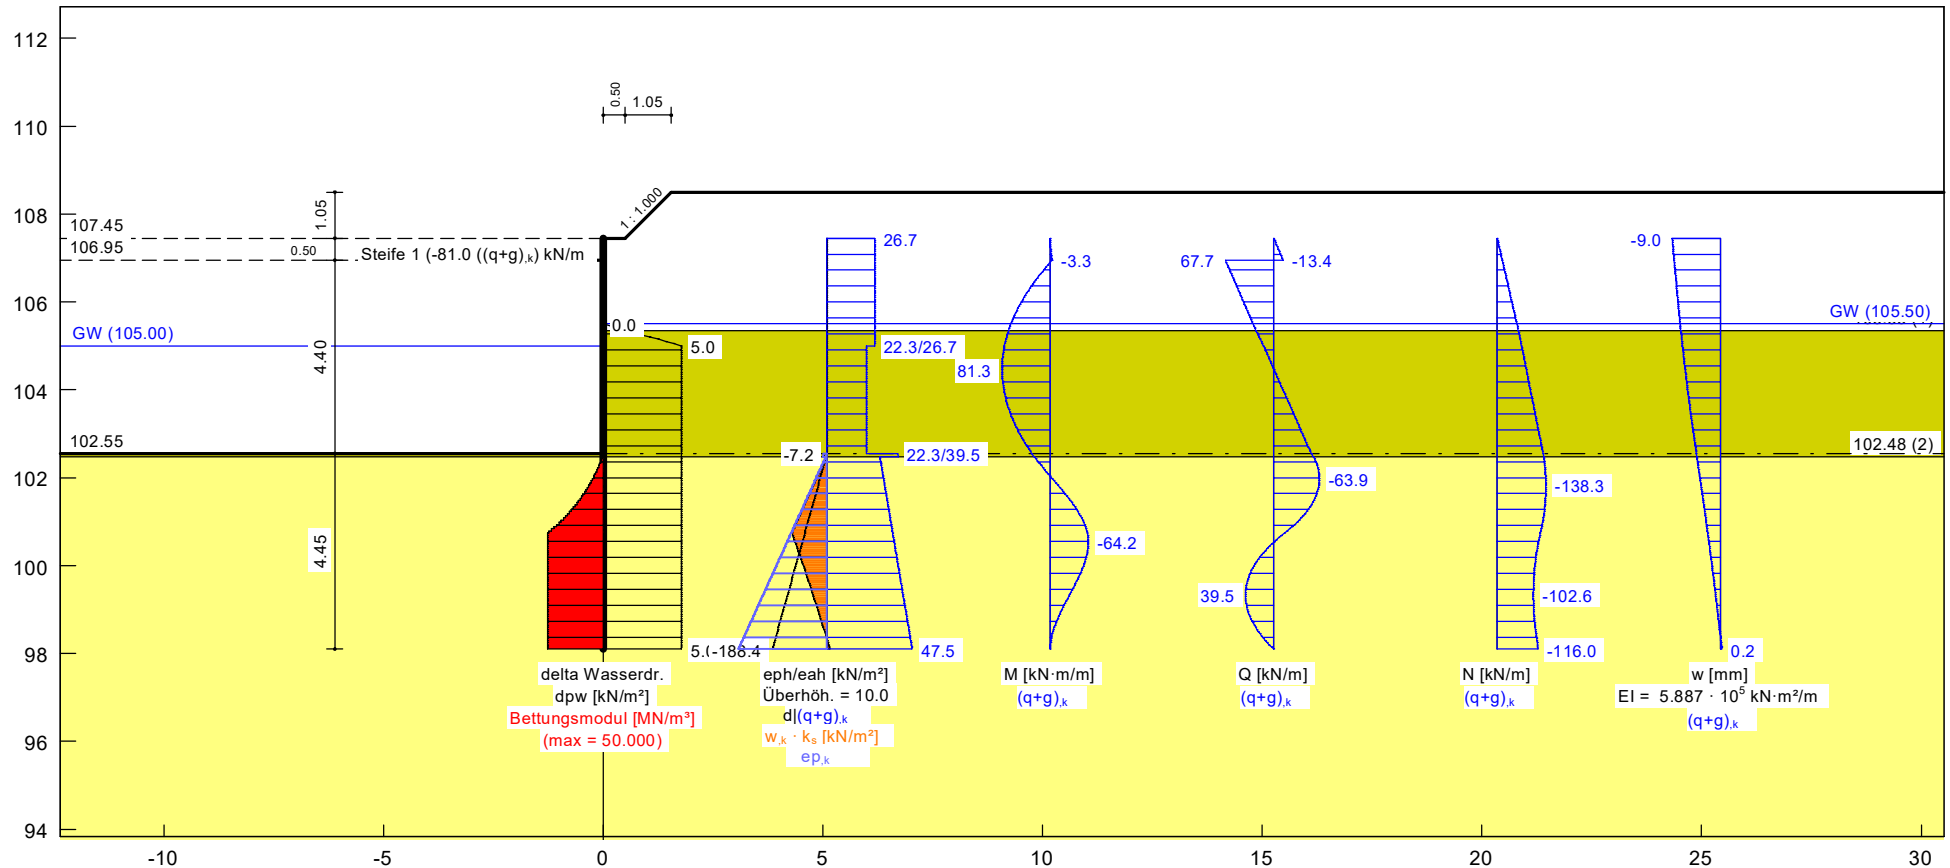 112
110
108
106
104
102
100
98
96
94
-10
-5
0
5
10
15
20
25
30
0.50
1.05
1 : 1.000
1.05
107.45
106.95
0.50
Steife 1 (-81.0 ((q+g),k) kN/m
GW (105.00)
4.40
102.55
4.45
GW (105.50)
102.48 (2)
0.0
5.0
delta Wasserdr.
dpw [kN/m²]
Bettungsmodul [MN/m³]
(max = 50.000)
26.7
22.3/26.7
-7.2
22.3/39.5
-188.4
47.5
eph/eah [kN/m²]
Überhöh. = 10.0
d|(q+g),k
w,k · ks [kN/m²]
ep,k
-3.3
81.3
-64.2
M [kN·m/m]
(q+g),k
67.7
-13.4
-63.9
39.5
Q [kN/m]
(q+g),k
-138.3
-102.6
-116.0
N [kN/m]
(q+g),k
-9.0
0.2
w [mm]
EI = 5.887 · 10⁵ kN·m²/m
(q+g),k